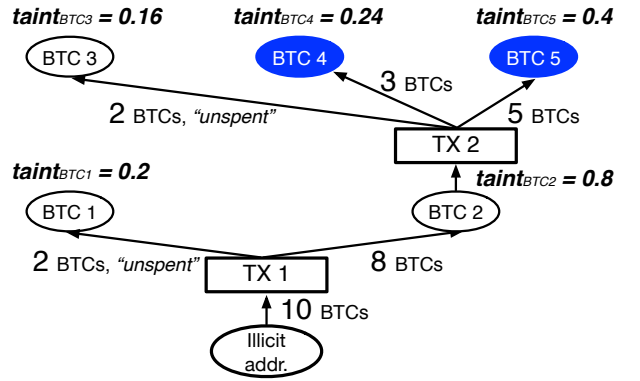 taintBTC3 = 0.16
taintBTC4 = 0.24
taintBTC5 = 0.4
BTC 3
BTC 4
BTC 5
3 BTCs
2 BTCs, “unspent”
5 BTCs
TX 2
taintBTC1 = 0.2
taintBTC2 = 0.8
BTC 1
BTC 2
2 BTCs, “unspent”
TX 1
8 BTCs
10 BTCs
Illicit
addr.